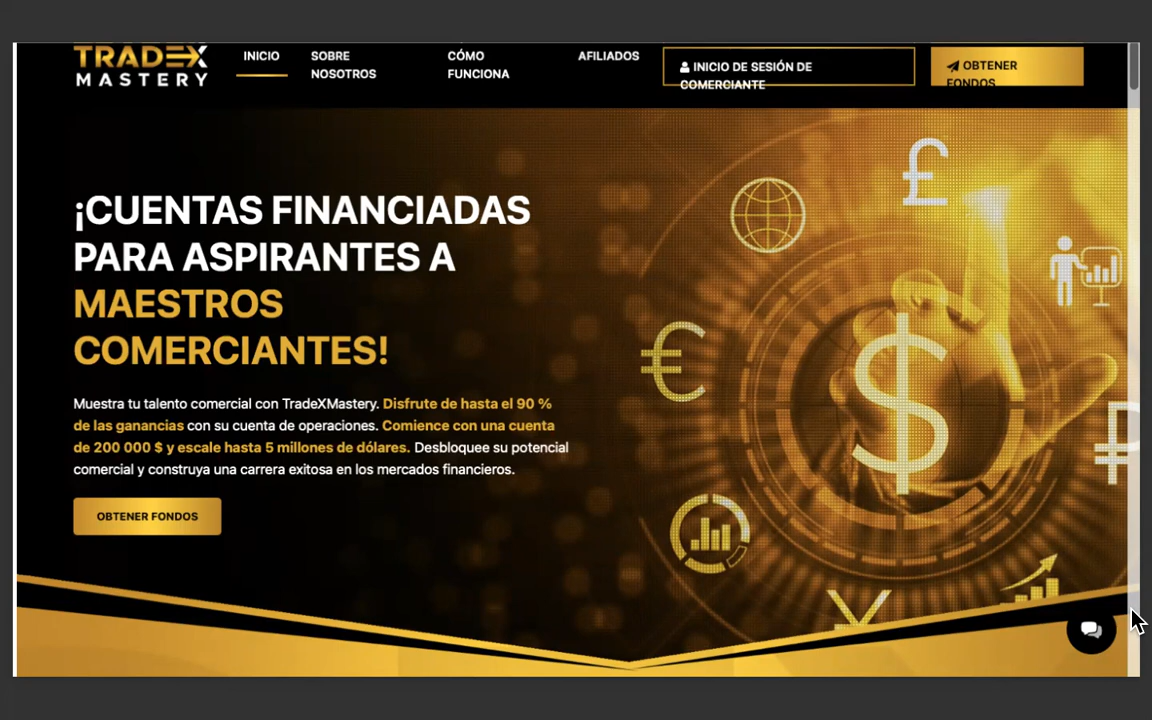 TRADEX
MASTERY
INICIO
SOBRE
NOSOTROS
CÓMO
FUNCIONA
AFILIADOS
INICIO DE SESIÓN DE
COMERCIANTE
OBTENER
FONDOS
¡CUENTAS FINANCIADAS
PARA ASPIRANTES A
MAESTROS
COMERCIANTES!
Muestra tu talento comercial con TradeXMastery. Disfrute de hasta el 90 %
de las ganancias con su cuenta de operaciones. Comience con una cuenta
de 200 000 $ y escale hasta 5 millones de dólares. Desbloquee su potencial
comercial y construya una carrera exitosa en los mercados financieros.
OBTENER FONDOS